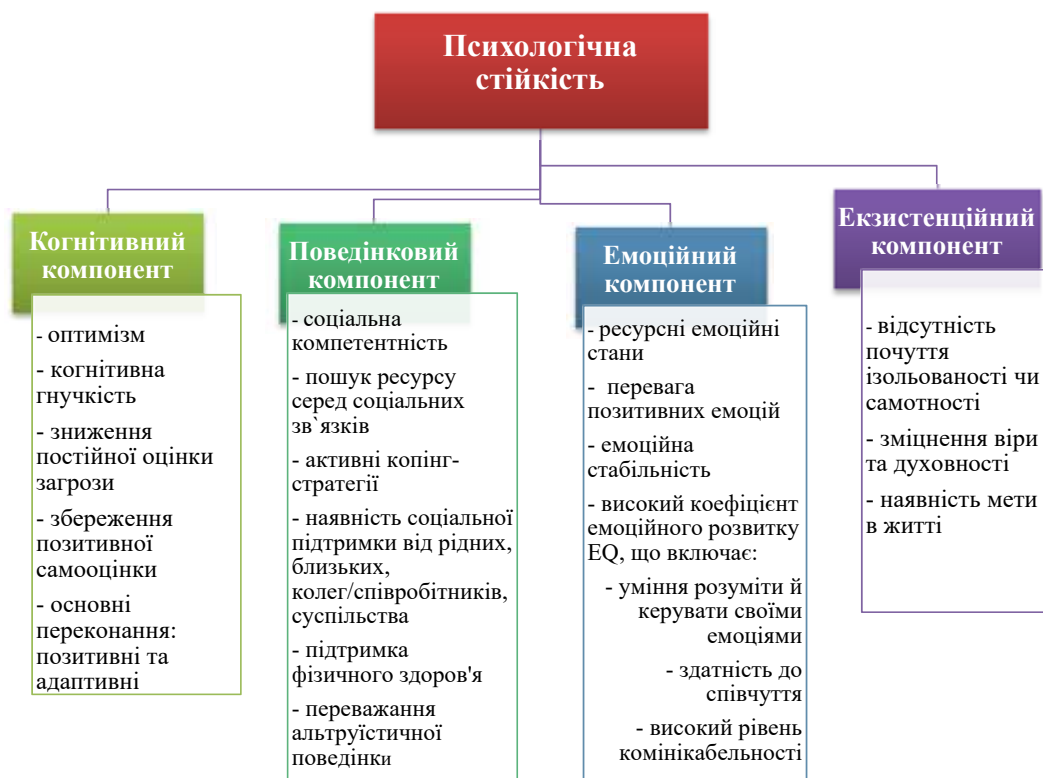 Психологічна
стійкість
Когнітивний
компонент
- оптимізм
- когнітивна
гнучкість
- зниження
постійної оцінки
загрози
- збереження
позитивної
самооцінки
- основні
переконання:
позитивні та
адаптивні
Поведінковий
компонент
- соціальна
компетентність
- пошук ресурсу
серед соціальних
зв`язків
- активні копінг-
стратегії
- наявність соціальної
підтримки від рідних,
близьких,
колег/співробітників,
суспільства
- підтримка
фізичного здоров'я
- переважання
альтруїстичної
поведінки
Емоційний
компонент
- ресурсні емоційні
стани
- перевага
позитивних емоцій
- емоційна
стабільність
- високий коефіцієнт
емоційного розвитку
EQ, що включає:
- уміння розуміти й
керувати своїми
емоціями
- здатність до
співчуття
- високий рівень
комінікабельності
Екзистенційний
компонент
- відсутність
почуття
ізольованості чи
самотності
- зміцнення віри
та духовності
- наявність мети
в житті